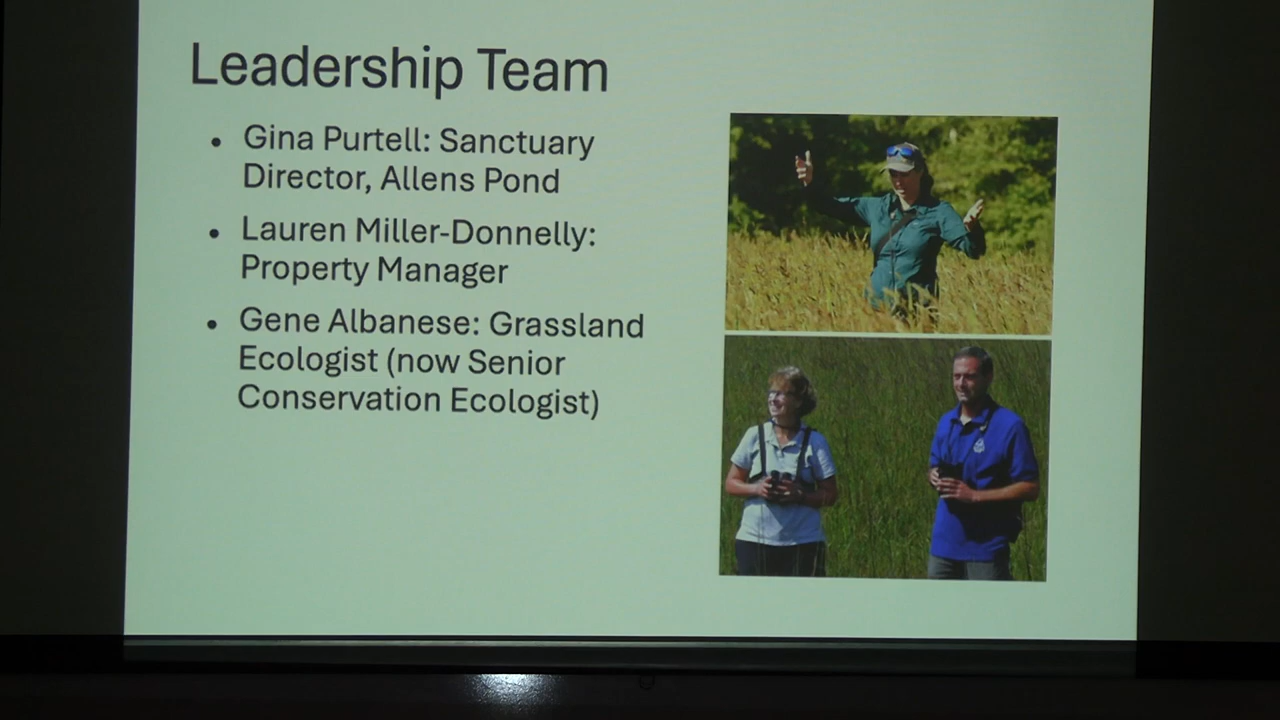 Leadership Team
• Gina Purtell: Sanctuary
Director, Allens Pond
• Lauren Miller-Donnelly:
Property Manager
• Gene Albanese: Grassland
Ecologist (now Senior
Conservation Ecologist)